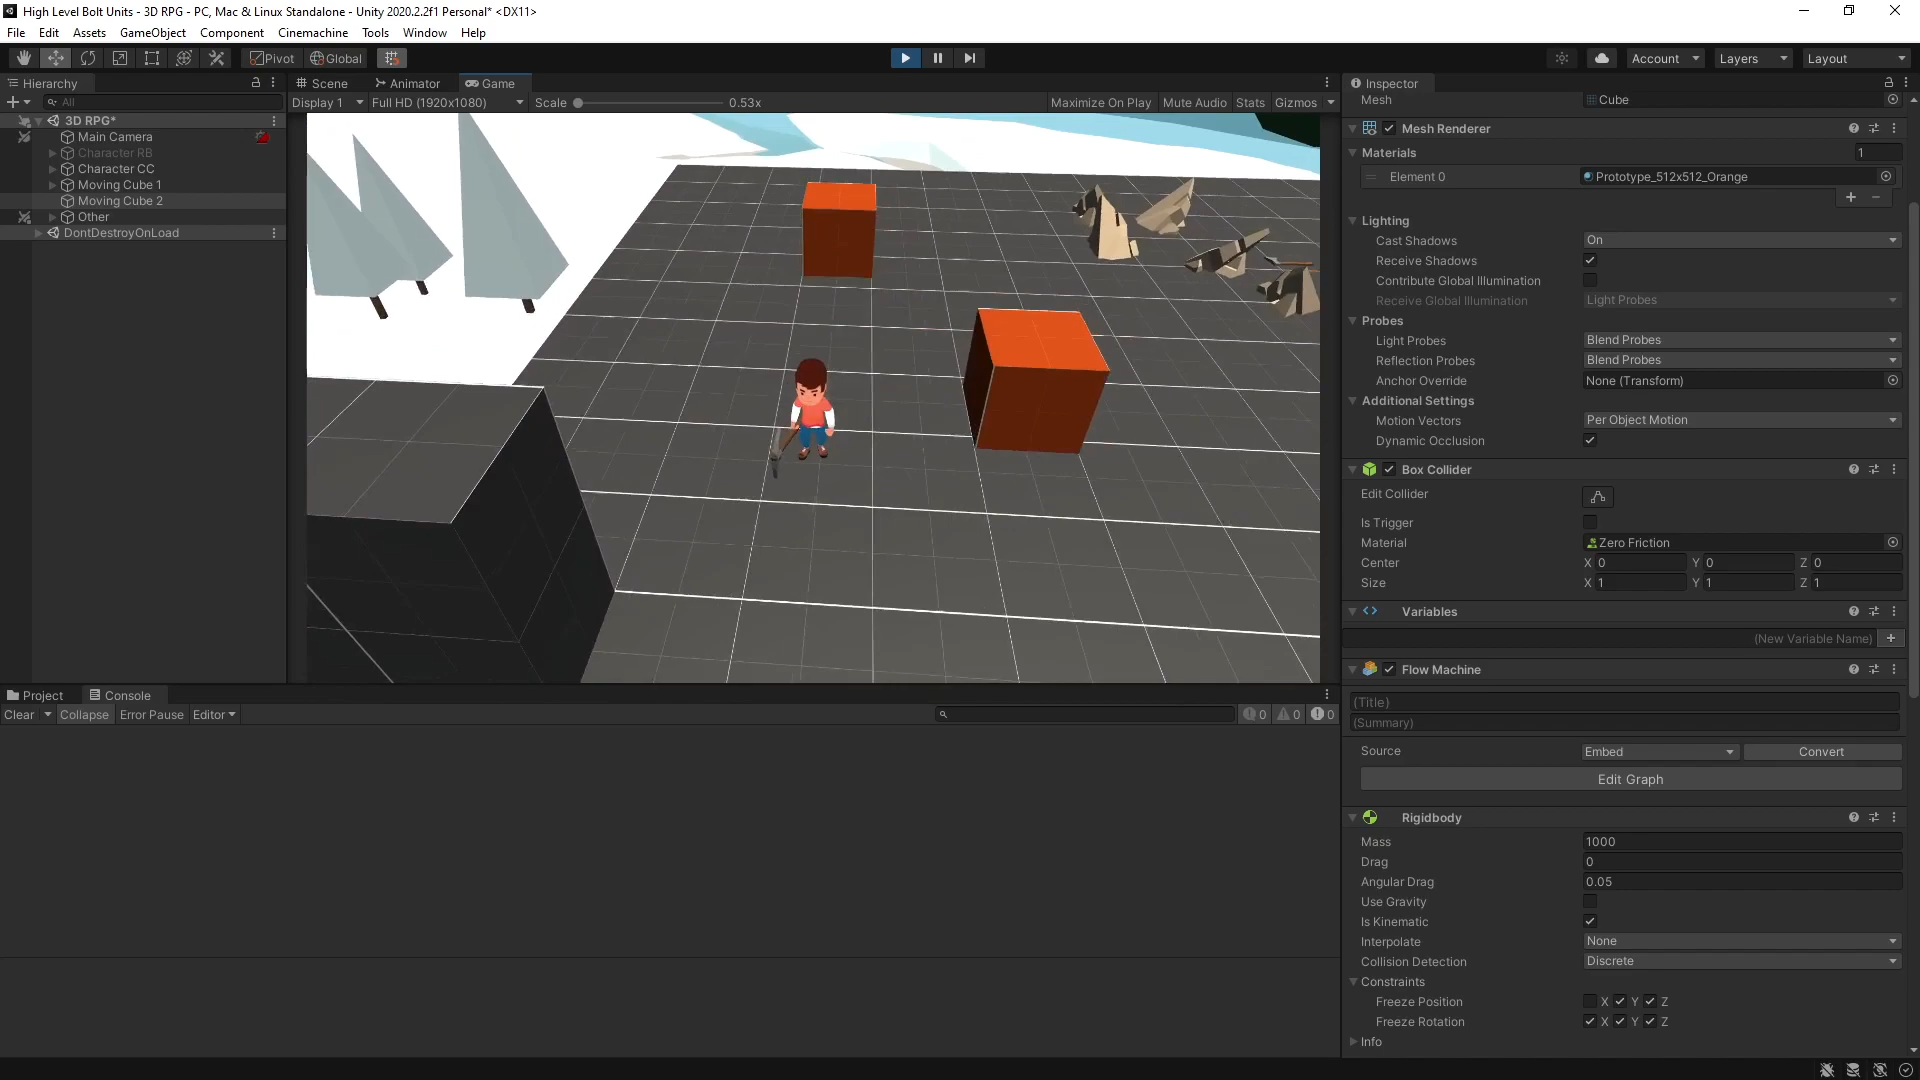 High Level Bolt Units - 3D RPG - PC, Mac & Linux Standalone - Unity 2020.2.2f1 Personal* <DX11>
File Edit Assets GameObject Component Cinemachine Tools Window Help
Pivot Global Account Layers Layout
Hierarchy
All
3D RPG*
Main Camera
Character RB
Character CC
Moving Cube 1
Moving Cube 2
Other
DontDestroyOnLoad
Scene Animator Game
Display 1 Full HD (1920x1080) Scale 0.53x Maximize On Play Mute Audio Stats Gizmos
Project Console
Clear Collapse Error Pause Editor 0 0 0
Inspector
Mesh Cube
Mesh Renderer
Materials 1
Element 0 Prototype_512x512_Orange
Lighting
Cast Shadows On
Receive Shadows
Contribute Global Illumination
Receive Global Illumination Light Probes
Probes
Light Probes Blend Probes
Reflection Probes Blend Probes
Anchor Override None (Transform)
Additional Settings
Motion Vectors Per Object Motion
Dynamic Occlusion
Box Collider
Edit Collider
Is Trigger
Material Zero Friction
Center X 0 Y 0 Z 0
Size X 1 Y 1 Z 1
Variables
(New Variable Name)
Flow Machine
(Title)
(Summary)
Source Embed Convert
Edit Graph
Rigidbody
Mass 1000
Drag 0
Angular Drag 0.05
Use Gravity
Is Kinematic
Interpolate None
Collision Detection Discrete
Constraints
Freeze Position X Y Z
Freeze Rotation X Y Z
Info